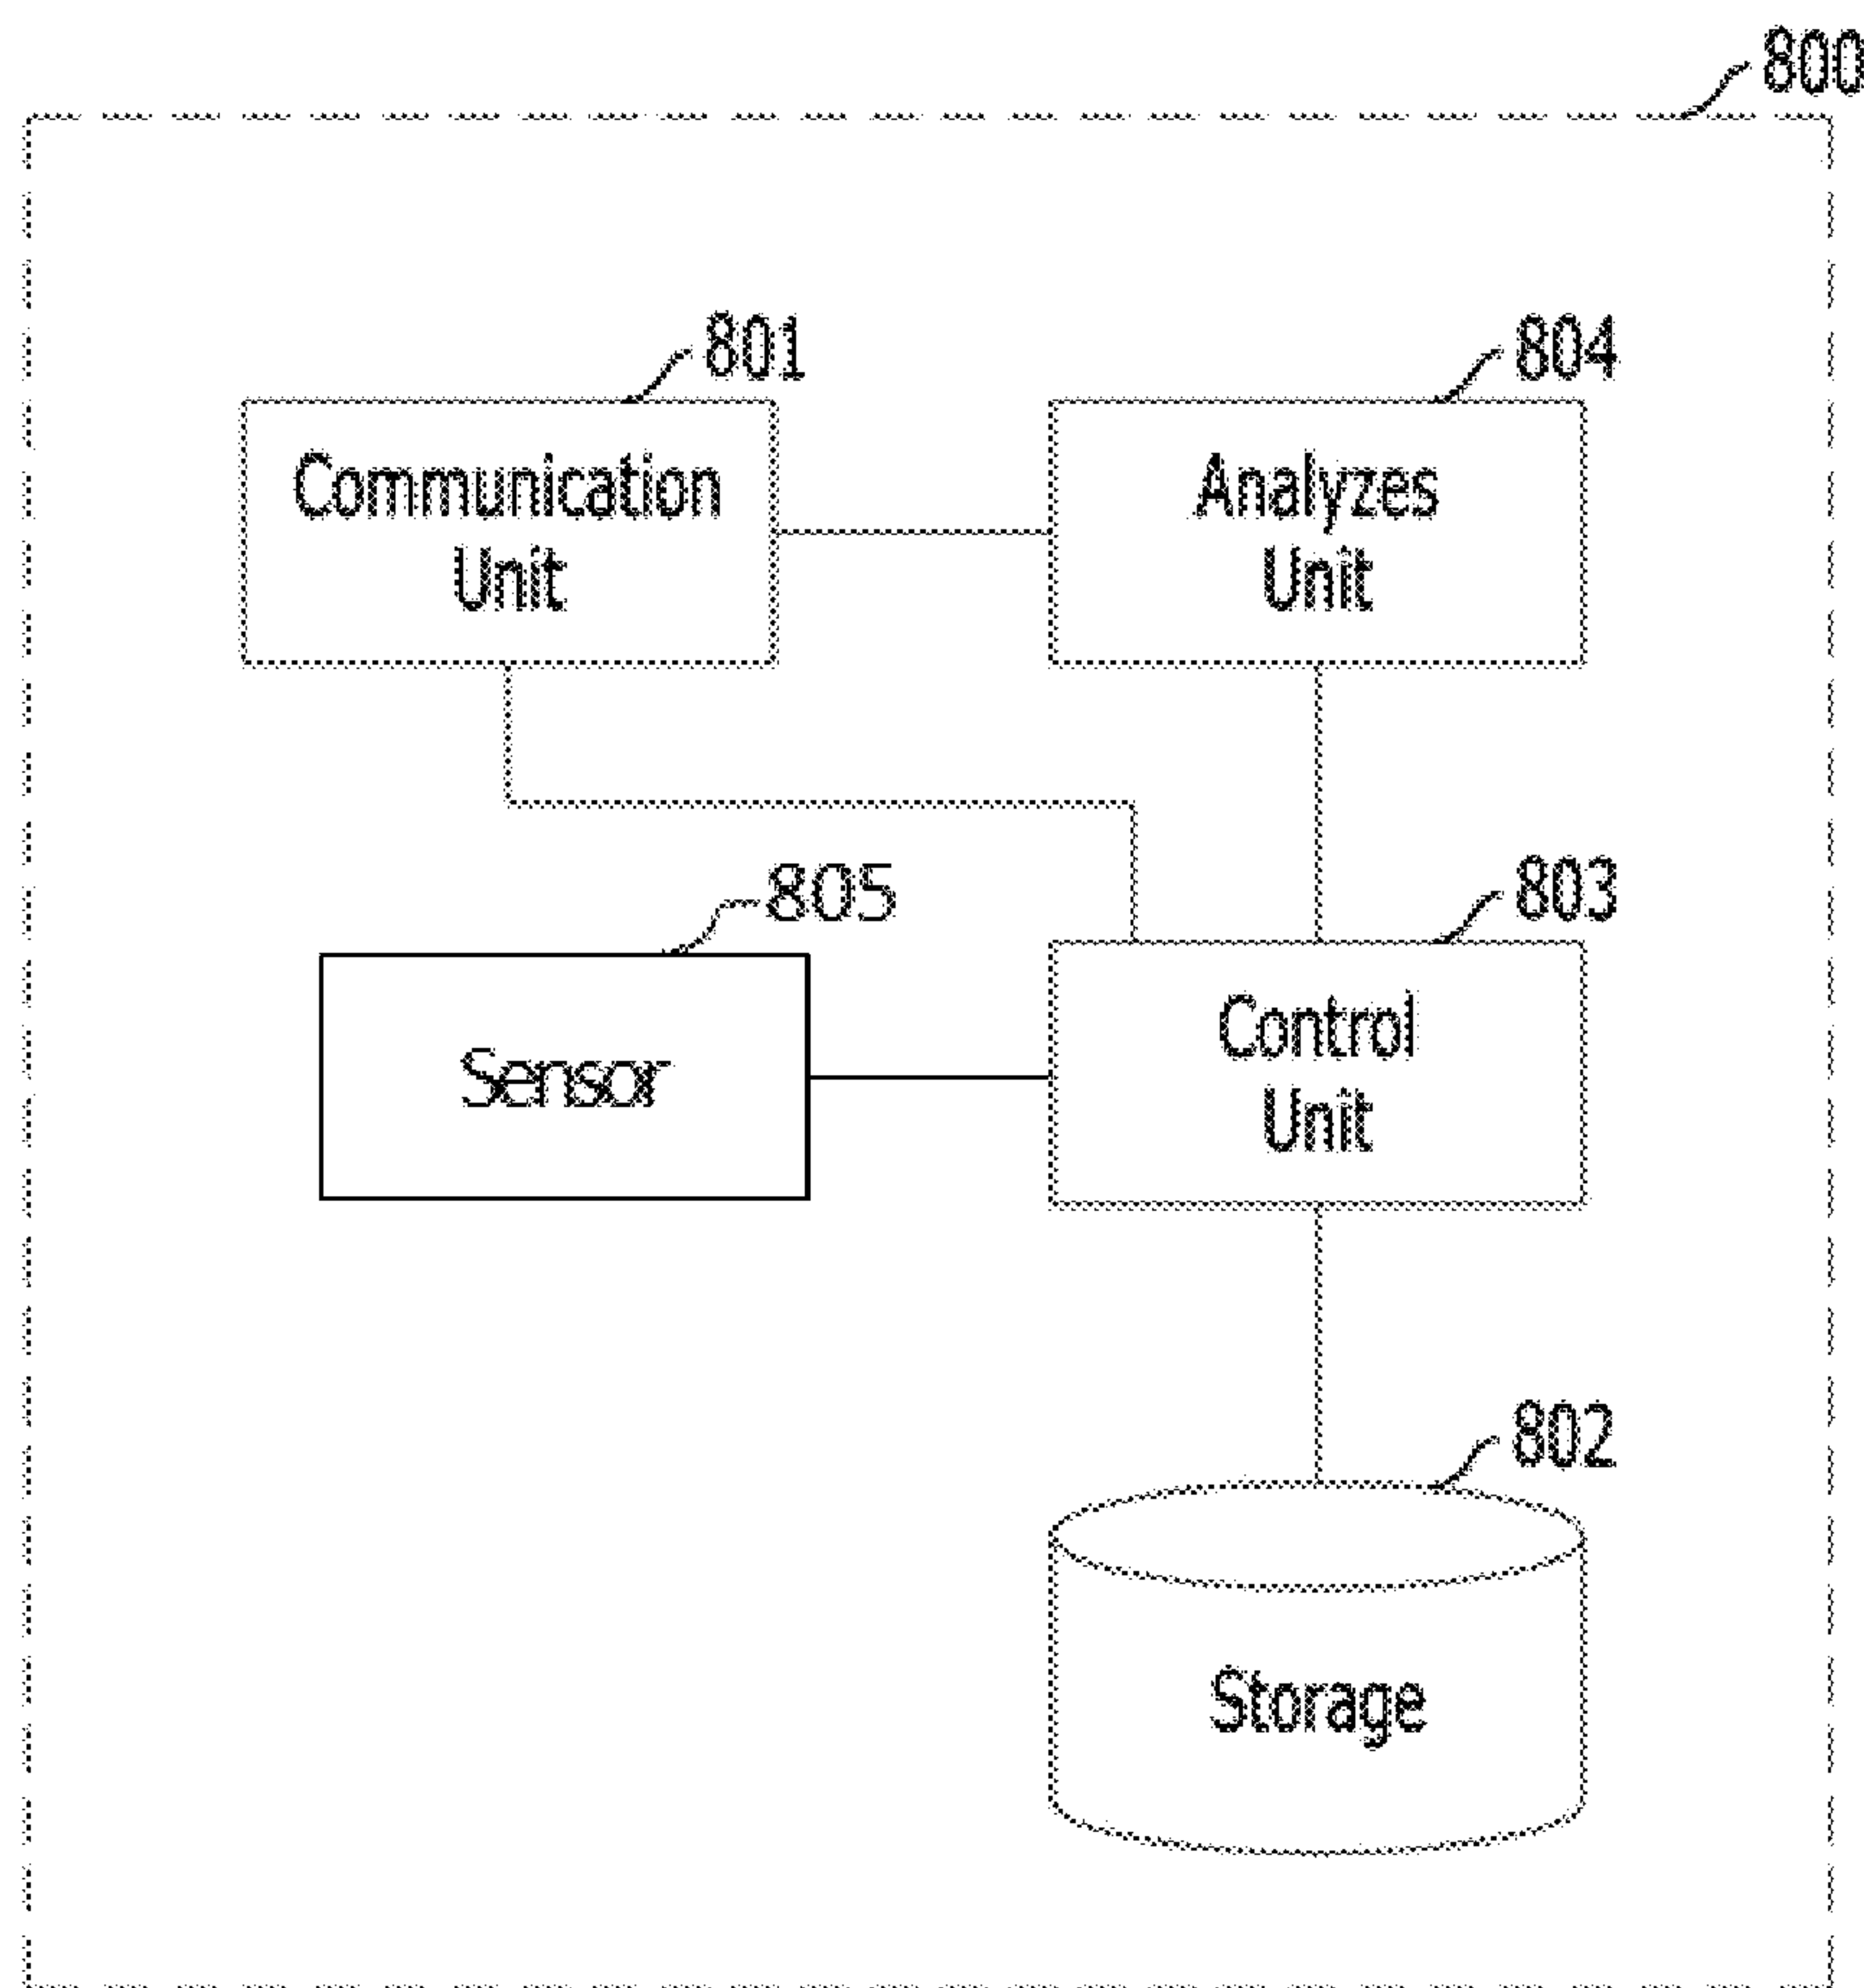 800
801
804
Communication
Unit
Analyzes
Unit
805
803
Sensor
Control
Unit
802
Storage